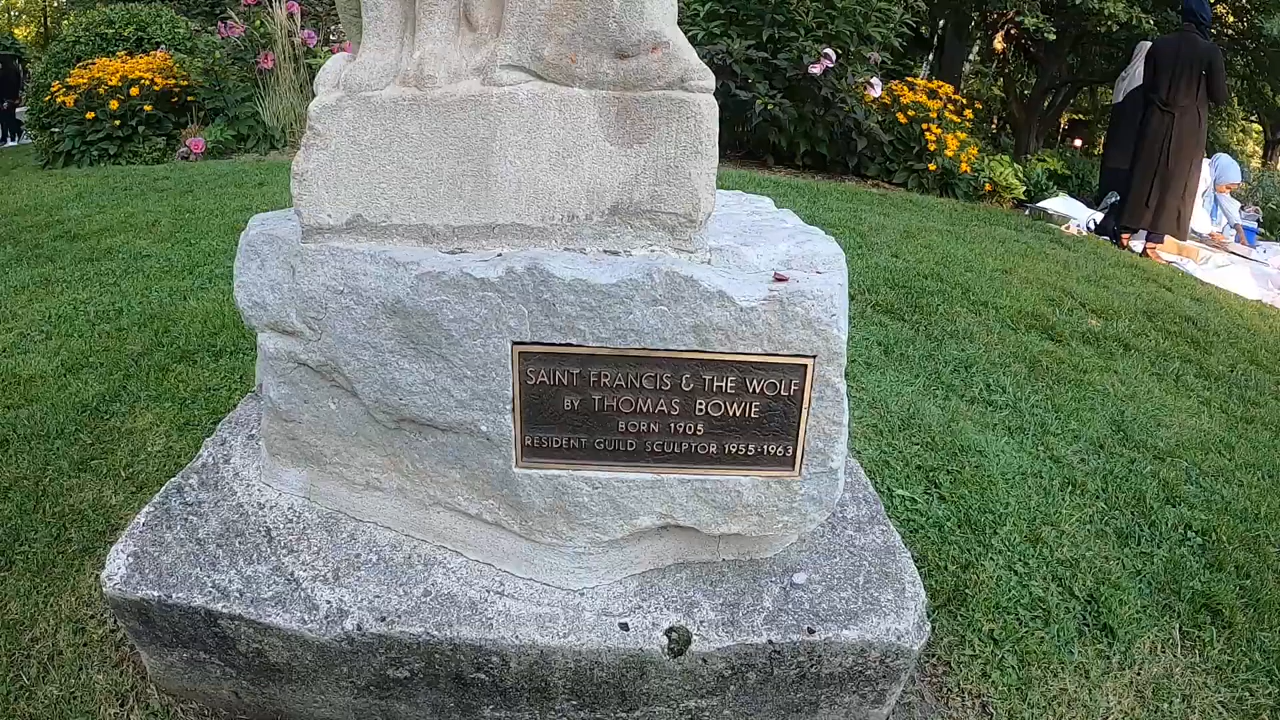 SAINT FRANCIS & THE WOLF
BY THOMAS BOWIE
BORN 1905
RESIDENT GUILD SCULPTOR 1955-1963